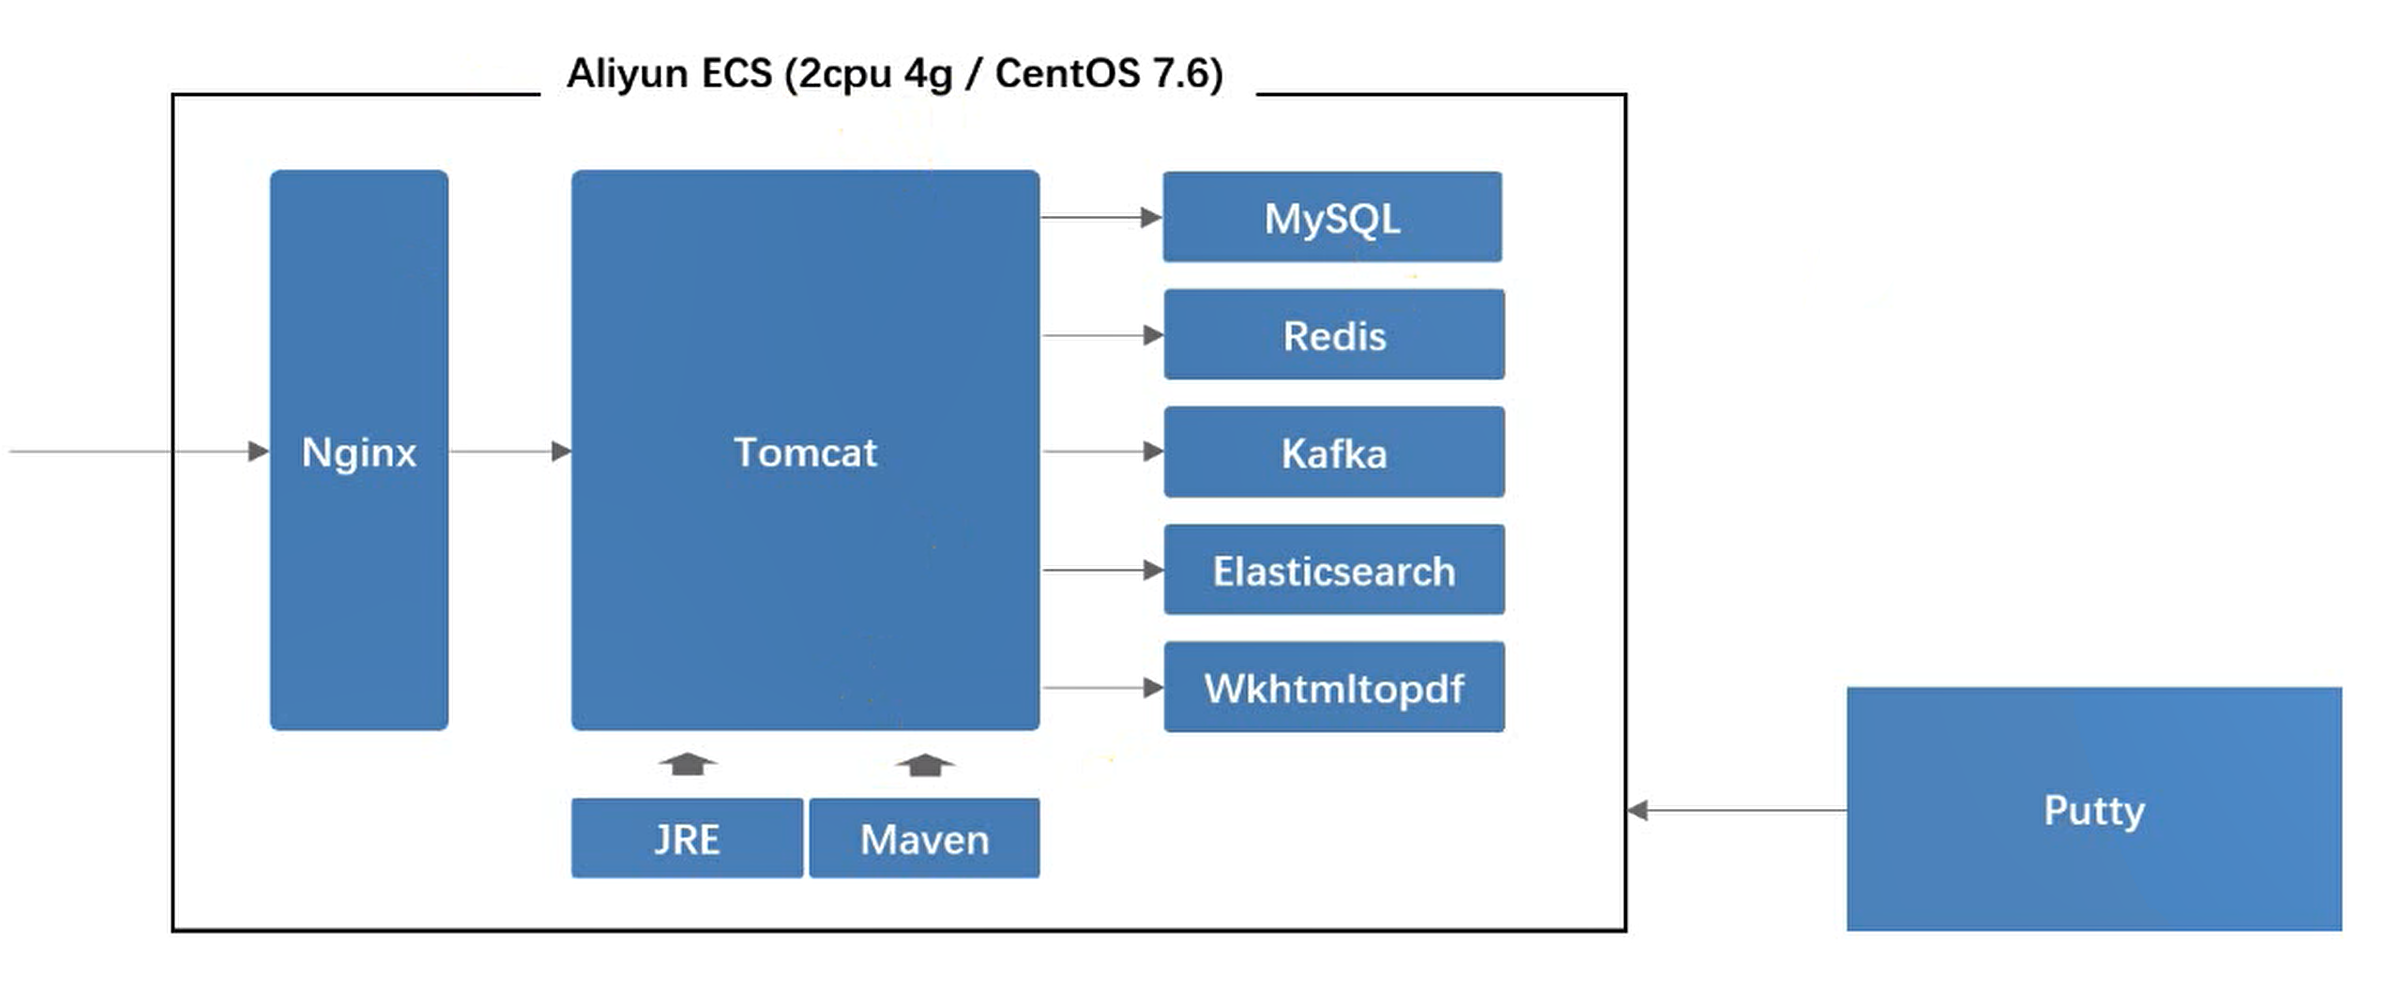 Aliyun ECS (2cpu 4g / CentOS 7.6)
Nginx
Tomcat
MySQL
Redis
Kafka
Elasticsearch
Wkhtmltopdf
JRE
Maven
Putty